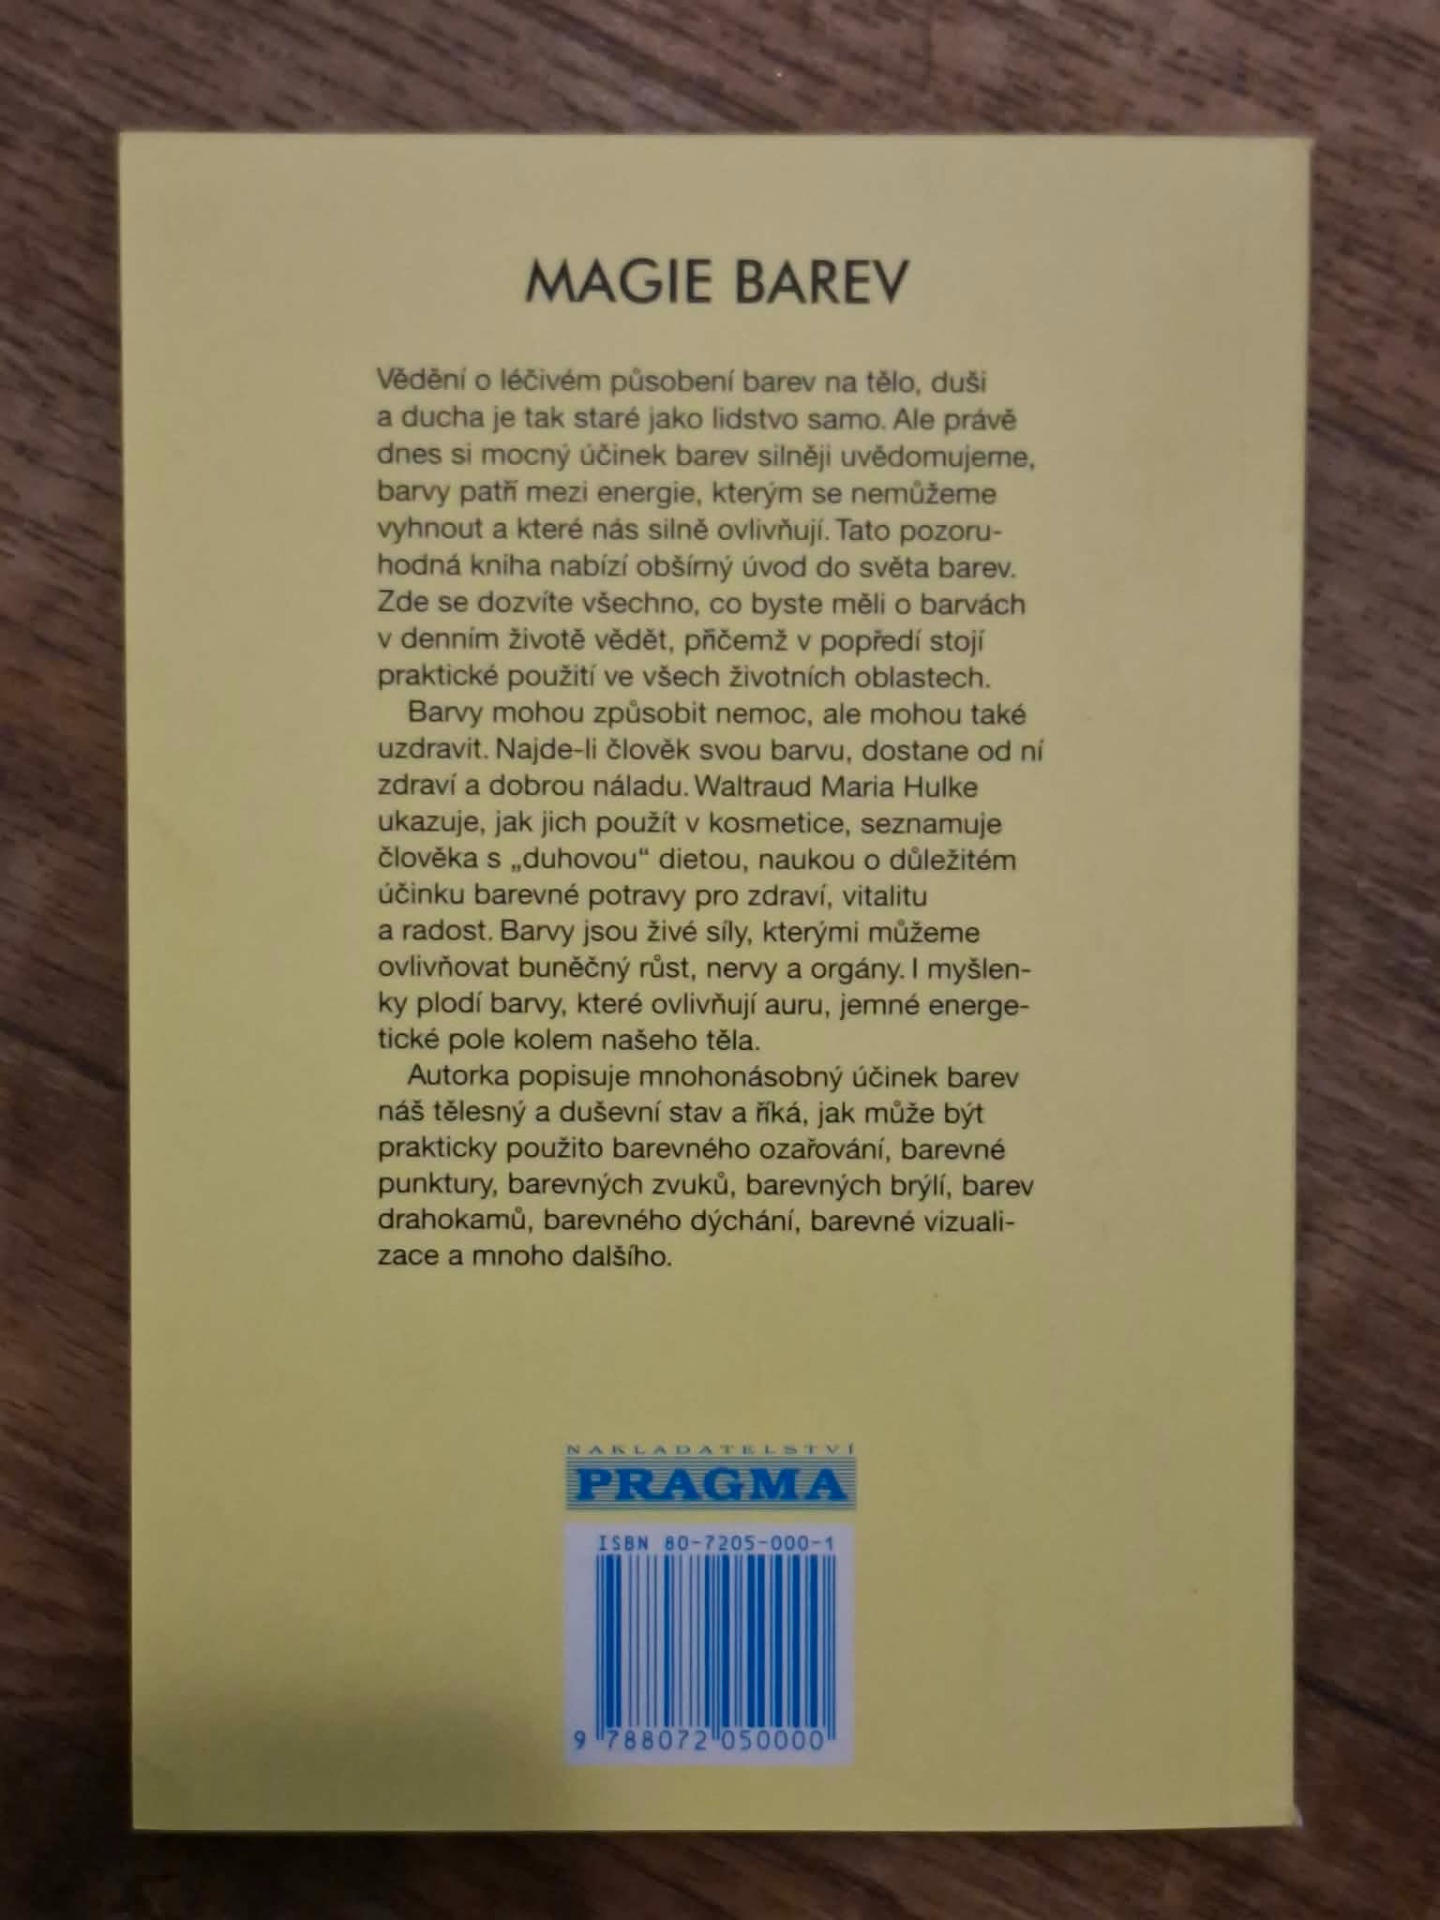 MAGIE BAREV
Vědění o léčivém působení barev na tělo, duši
a ducha je tak staré jako lidstvo samo. Ale právě
dnes si mocný účinek barev silněji uvědomujeme,
barvy patří mezi energie, kterým se nemůžeme
vyhnout a které nás silně ovlivňují. Tato pozoru-
hodná kniha nabízí obšírný úvod do světa barev.
Zde se dozvíte všechno, co byste měli o barvách
v denním životě vědět, přičemž v popředí stojí
praktické použití ve všech životních oblastech.
Barvy mohou způsobit nemoc, ale mohou také
uzdravit. Najde-li člověk svou barvu, dostane od ní
zdraví a dobrou náladu. Waltraud Maria Hulke
ukazuje, jak jich použít v kosmetice, seznamuje
člověka s „duhovou“ dietou, naukou o důležitém
účinku barevné potravy pro zdraví, vitalitu
a radost. Barvy jsou živé síly, kterými můžeme
ovlivňovat buněčný růst, nervy a orgány. I myšlen-
ky plodí barvy, které ovlivňují auru, jemné energe-
tické pole kolem našeho těla.
Autorka popisuje mnohonásobný účinek barev
náš tělesný a duševní stav a říká, jak může být
prakticky použito barevného ozařování, barevné
punktury, barevných zvuků, barevných brýlí, barev
drahokamů, barevného dýchání, barevné vizuali-
zace a mnoho dalšího.
NAKLADATELSTVÍ
PRAGMA
ISBN 80-7205-000-1
9 788072 050000